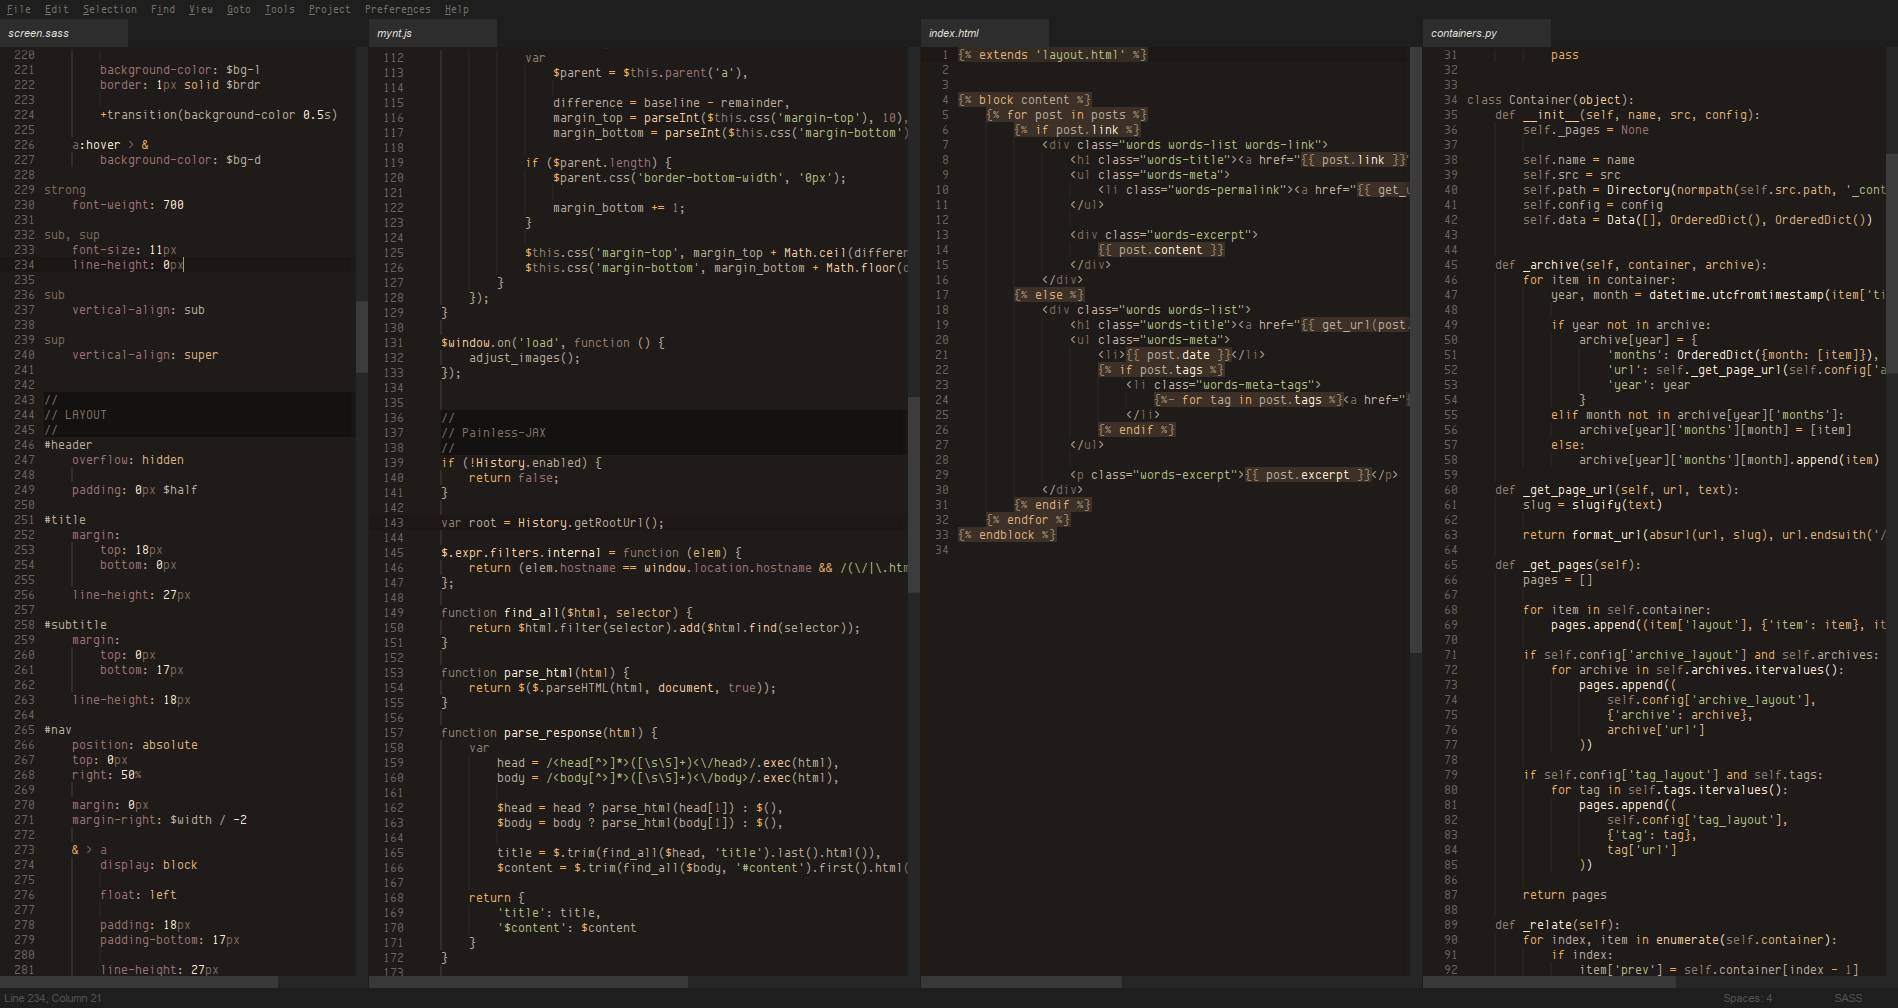 File Edit Selection Find View Goto Tools Project Preferences Help
screen.sass
220
221 background-color: $bg-l
222 border: 1px solid $brdr
223
224 +transition(background-color 0.5s)
225
226 a:hover > &
227 background-color: $bg-d
228
229 strong
230 font-weight: 700
231
232 sub, sup
233 font-size: 11px
234 line-height: 0px
235
236 sub
237 vertical-align: sub
238
239 sup
240 vertical-align: super
241
242
243 //
244 // LAYOUT
245 //
246 #header
247 overflow: hidden
248
249 padding: 0px $half
250
251 #title
252 margin:
253 top: 18px
254 bottom: 0px
255
256 line-height: 27px
257
258 #subtitle
259 margin:
260 top: 0px
261 bottom: 17px
262
263 line-height: 18px
264
265 #nav
266 position: absolute
267 top: 0px
268 right: 50%
269
270 margin: 0px
271 margin-right: $width / -2
272
273 & > a
274 display: block
275
276 float: left
277
278 padding: 18px
279 padding-bottom: 17px
280
281 line-height: 27px
mynt.js
112 var
113 $parent = $this.parent('a'),
114
115 difference = baseline - remainder,
116 margin_top = parseInt($this.css('margin-top'), 10),
117 margin_bottom = parseInt($this.css('margin-bottom')
118
119 if ($parent.length) {
120 $parent.css('border-bottom-width', '0px');
121
122 margin_bottom += 1;
123 }
124
125 $this.css('margin-top', margin_top + Math.ceil(differen
126 $this.css('margin-bottom', margin_bottom + Math.floor(
127 }
128 });
129 }
130
131 $window.on('load', function () {
132 adjust_images();
133 });
134
135
136 //
137 // Painless-JAX
138 //
139 if (!History.enabled) {
140 return false;
141 }
142
143 var root = History.getRootUrl();
144
145 $.expr.filters.internal = function (elem) {
146 return (elem.hostname == window.location.hostname && /(\/|\.htm
147 };
148
149 function find_all($html, selector) {
150 return $html.filter(selector).add($html.find(selector));
151 }
152
153 function parse_html(html) {
154 return $($.parseHTML(html, document, true));
155 }
156
157 function parse_response(html) {
158 var
159 head = /<head[^>]*>([\s\S]+)<\/head>/.exec(html),
160 body = /<body[^>]*>([\s\S]+)<\/body>/.exec(html),
161
162 $head = head ? parse_html(head[1]) : $(),
163 $body = body ? parse_html(body[1]) : $(),
164
165 title = $.trim(find_all($head, 'title').last().html()),
166 $content = $.trim(find_all($body, '#content').first().html(
167
168 return {
169 'title': title,
170 '$content': $content
171 }
172 }
173
index.html
1 {% extends 'layout.html' %}
2
3
4 {% block content %}
5 {% for post in posts %}
6 {% if post.link %}
7 <div class="words words-list words-link">
8 <h1 class="words-title"><a href="{{ post.link }}"
9 <ul class="words-meta">
10 <li class="words-permalink"><a href="{{ get_u
11 </ul>
12
13 <div class="words-excerpt">
14 {{ post.content }}
15 </div>
16 </div>
17 {% else %}
18 <div class="words words-list">
19 <h1 class="words-title"><a href="{{ get_url(post.
20 <ul class="words-meta">
21 <li>{{ post.date }}</li>
22 {% if post.tags %}
23 <li class="words-meta-tags">
24 {%- for tag in post.tags %}<a href="
25 </li>
26 {% endif %}
27 </ul>
28
29 <p class="words-excerpt">{{ post.excerpt }}</p>
30 </div>
31 {% endif %}
32 {% endfor %}
33 {% endblock %}
34
containers.py
31 pass
32
33
34 class Container(object):
35 def __init__(self, name, src, config):
36 self._pages = None
37
38 self.name = name
39 self.src = src
40 self.path = Directory(normpath(self.src.path, '_cont
41 self.config = config
42 self.data = Data([], OrderedDict(), OrderedDict())
43
44
45 def _archive(self, container, archive):
46 for item in container:
47 year, month = datetime.utcfromtimestamp(item['ti
48
49 if year not in archive:
50 archive[year] = {
51 'months': OrderedDict({month: [item]}),
52 'url': self._get_page_url(self.config['a
53 'year': year
54 }
55 elif month not in archive[year]['months']:
56 archive[year]['months'][month] = [item]
57 else:
58 archive[year]['months'][month].append(item)
59
60 def _get_page_url(self, url, text):
61 slug = slugify(text)
62
63 return format_url(absurl(url, slug), url.endswith('/
64
65 def _get_pages(self):
66 pages = []
67
68 for item in self.container:
69 pages.append((item['layout'], {'item': item}, it
70
71 if self.config['archive_layout'] and self.archives:
72 for archive in self.archives.itervalues():
73 pages.append((
74 self.config['archive_layout'],
75 {'archive': archive},
76 archive['url']
77 ))
78
79 if self.config['tag_layout'] and self.tags:
80 for tag in self.tags.itervalues():
81 pages.append((
82 self.config['tag_layout'],
83 {'tag': tag},
84 tag['url']
85 ))
86
87 return pages
88
89 def _relate(self):
90 for index, item in enumerate(self.container):
91 if index:
92 item['prev'] = self.container[index - 1]
Line 234, Column 21
Spaces: 4 SASS